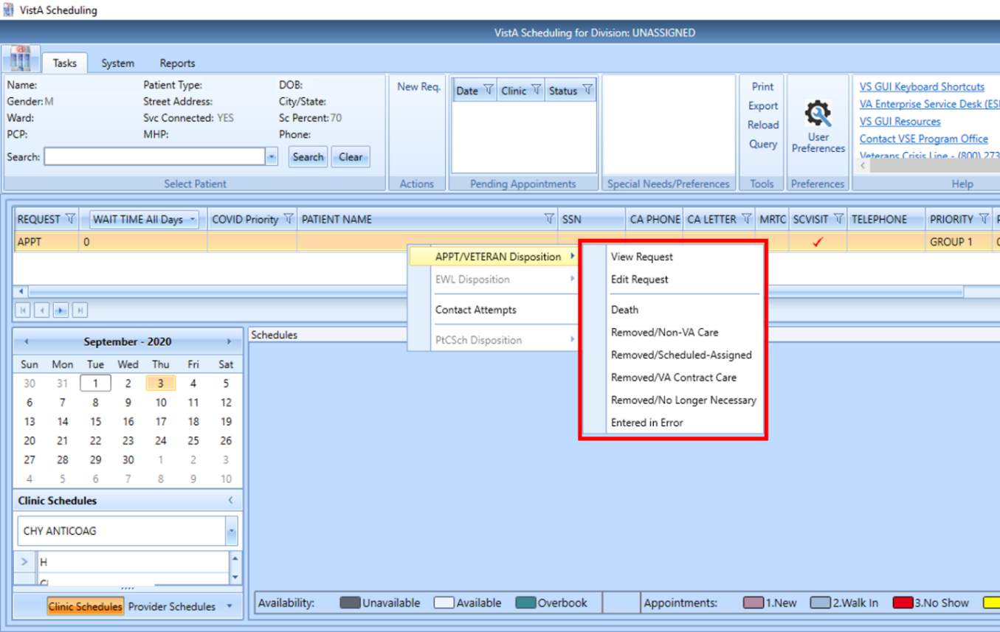 VistA Scheduling
VistA Scheduling for Division: UNASSIGNED
Tasks System Reports
Name: Patient Type: DOB:
Gender: M Street Address: City/State:
Ward: Svc Connected: YES Sc Percent: 70
PCP: MHP: Phone:
Search: Search Clear
Select Patient
New Req.
Actions
Date Clinic Status
Pending Appointments
Special Needs/Preferences
Print
Export
Reload
Query
Tools
User
Preferences
Preferences
VS GUI Keyboard Shortcuts
VA Enterprise Service Desk (ES
VS GUI Resources
Contact VSE Program Office
Veterans Crisis Line - (800) 273
Help
REQUEST WAIT TIME All Days COVID Priority PATIENT NAME SSN CA PHONE CA LETTER MRTC SCVISIT TELEPHONE PRIORITY
APPT 0 GROUP 1
APPT/VETERAN Disposition
EWL Disposition
Contact Attempts
PtCSch Disposition
View Request
Edit Request
Death
Removed/Non-VA Care
Removed/Scheduled-Assigned
Removed/VA Contract Care
Removed/No Longer Necessary
Entered in Error
September - 2020
Sun Mon Tue Wed Thu Fri Sat
30 31 1 2 3 4 5
6 7 8 9 10 11 12
13 14 15 16 17 18 19
20 21 22 23 24 25 26
27 28 29 30 1 2 3
4 5 6 7 8 9 10
Clinic Schedules
CHY ANTICOAG
H
Clinic Schedules Provider Schedules
Schedules
Availability: Unavailable Available Overbook Appointments: 1.New 2.Walk In 3.No Show